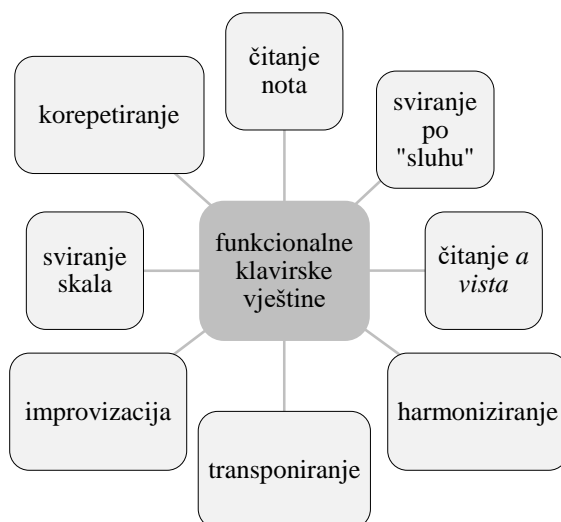 čitanje
nota
korepetiranje
sviranje
po
"sluhu"
funkcionalne
klavirske
vještine
sviranje
skala
čitanje a
vista
improvizacija
harmoniziranje
transponiranje